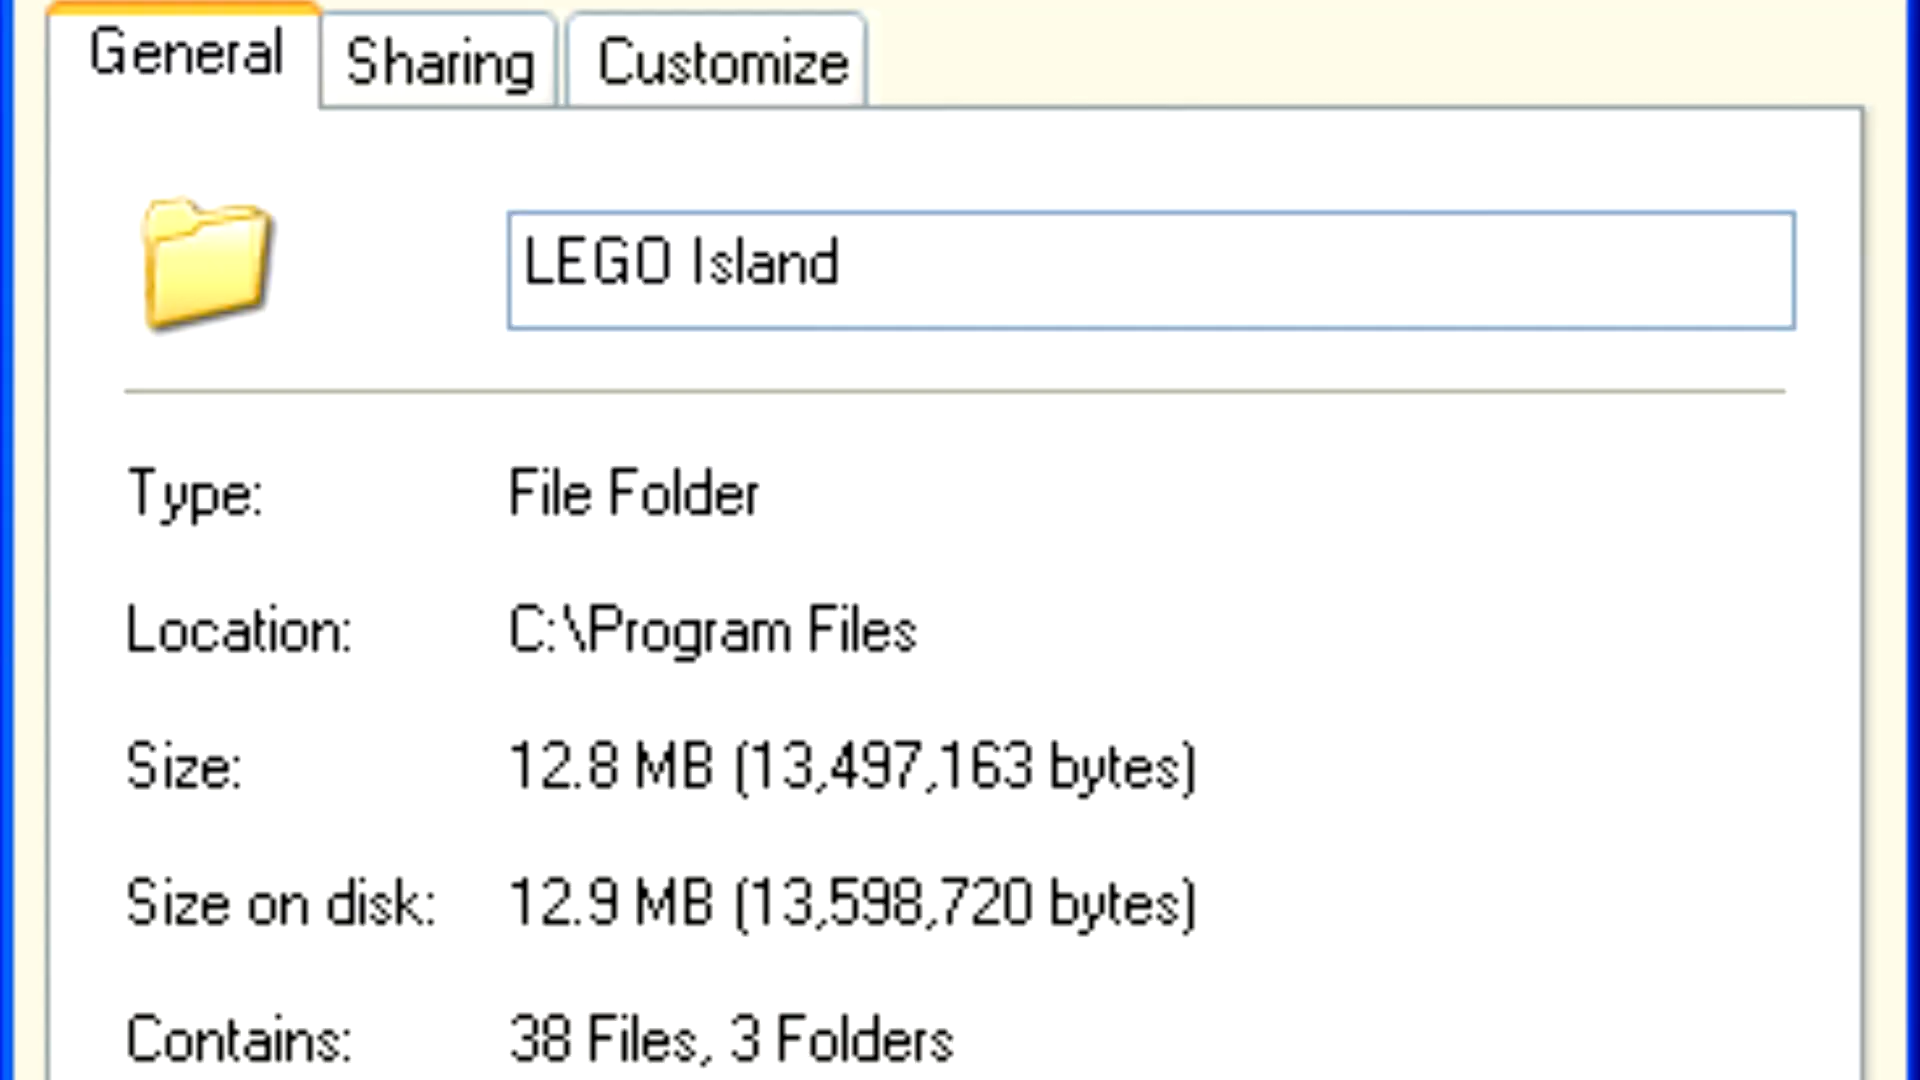 General Sharing Customize
LEGO Island
Type: File Folder
Location: C:\Program Files
Size: 12.8 MB (13,497,163 bytes)
Size on disk: 12.9 MB (13,598,720 bytes)
Contains: 38 Files, 3 Folders